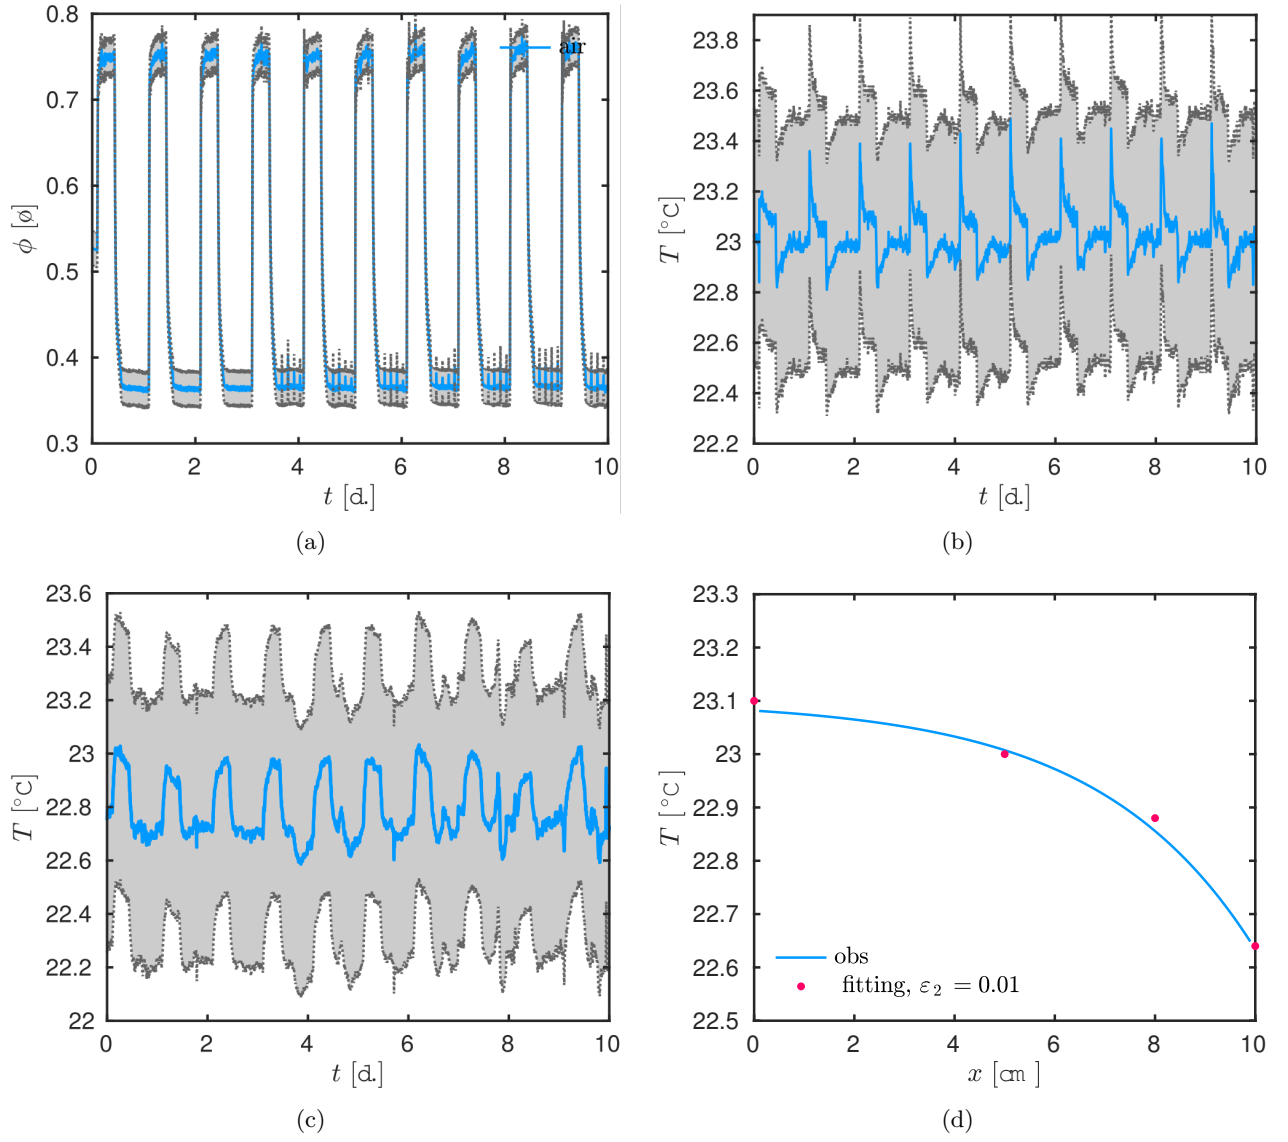 0.8
0.7
0.6
0.5
0.4
0.3
ϕ [ø]
air
0 2 4 6 8 10
t [d.]
(a)
23.8
23.6
23.4
23.2
23
22.8
22.6
22.4
22.2
T [°C]
0 2 4 6 8 10
t [d.]
(b)
23.6
23.4
23.2
23
22.8
22.6
22.4
22.2
22
T [°C]
0 2 4 6 8 10
t [d.]
(c)
23.3
23.2
23.1
23
22.9
22.8
22.7
22.6
22.5
T [°C]
obs
fitting, ε₂ = 0.01
0 2 4 6 8 10
x [cm ]
(d)